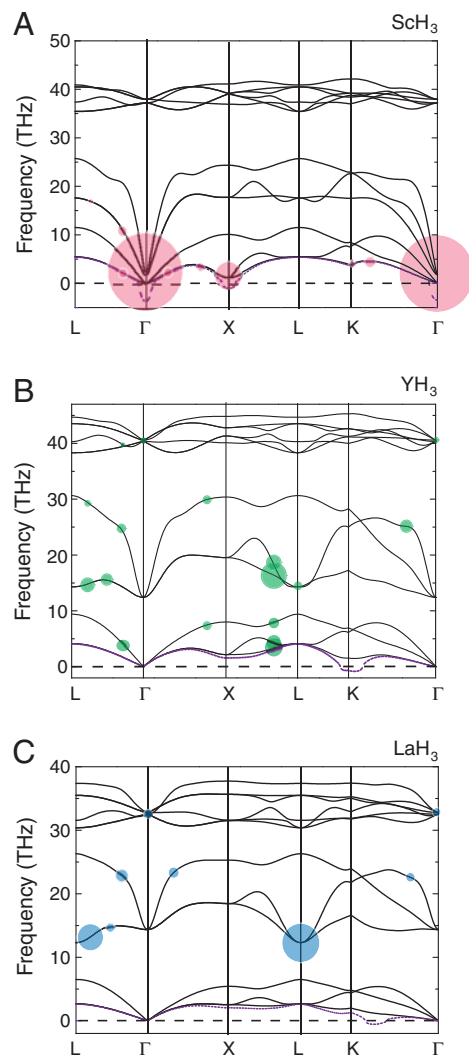 A
ScH₃
Frequency (THz)
50
40
30
20
10
0
L Γ X L K Γ
B
YH₃
Frequency (THz)
40
30
20
10
0
L Γ X L K Γ
C
LaH₃
Frequency (THz)
40
30
20
10
0
L Γ X L K Γ